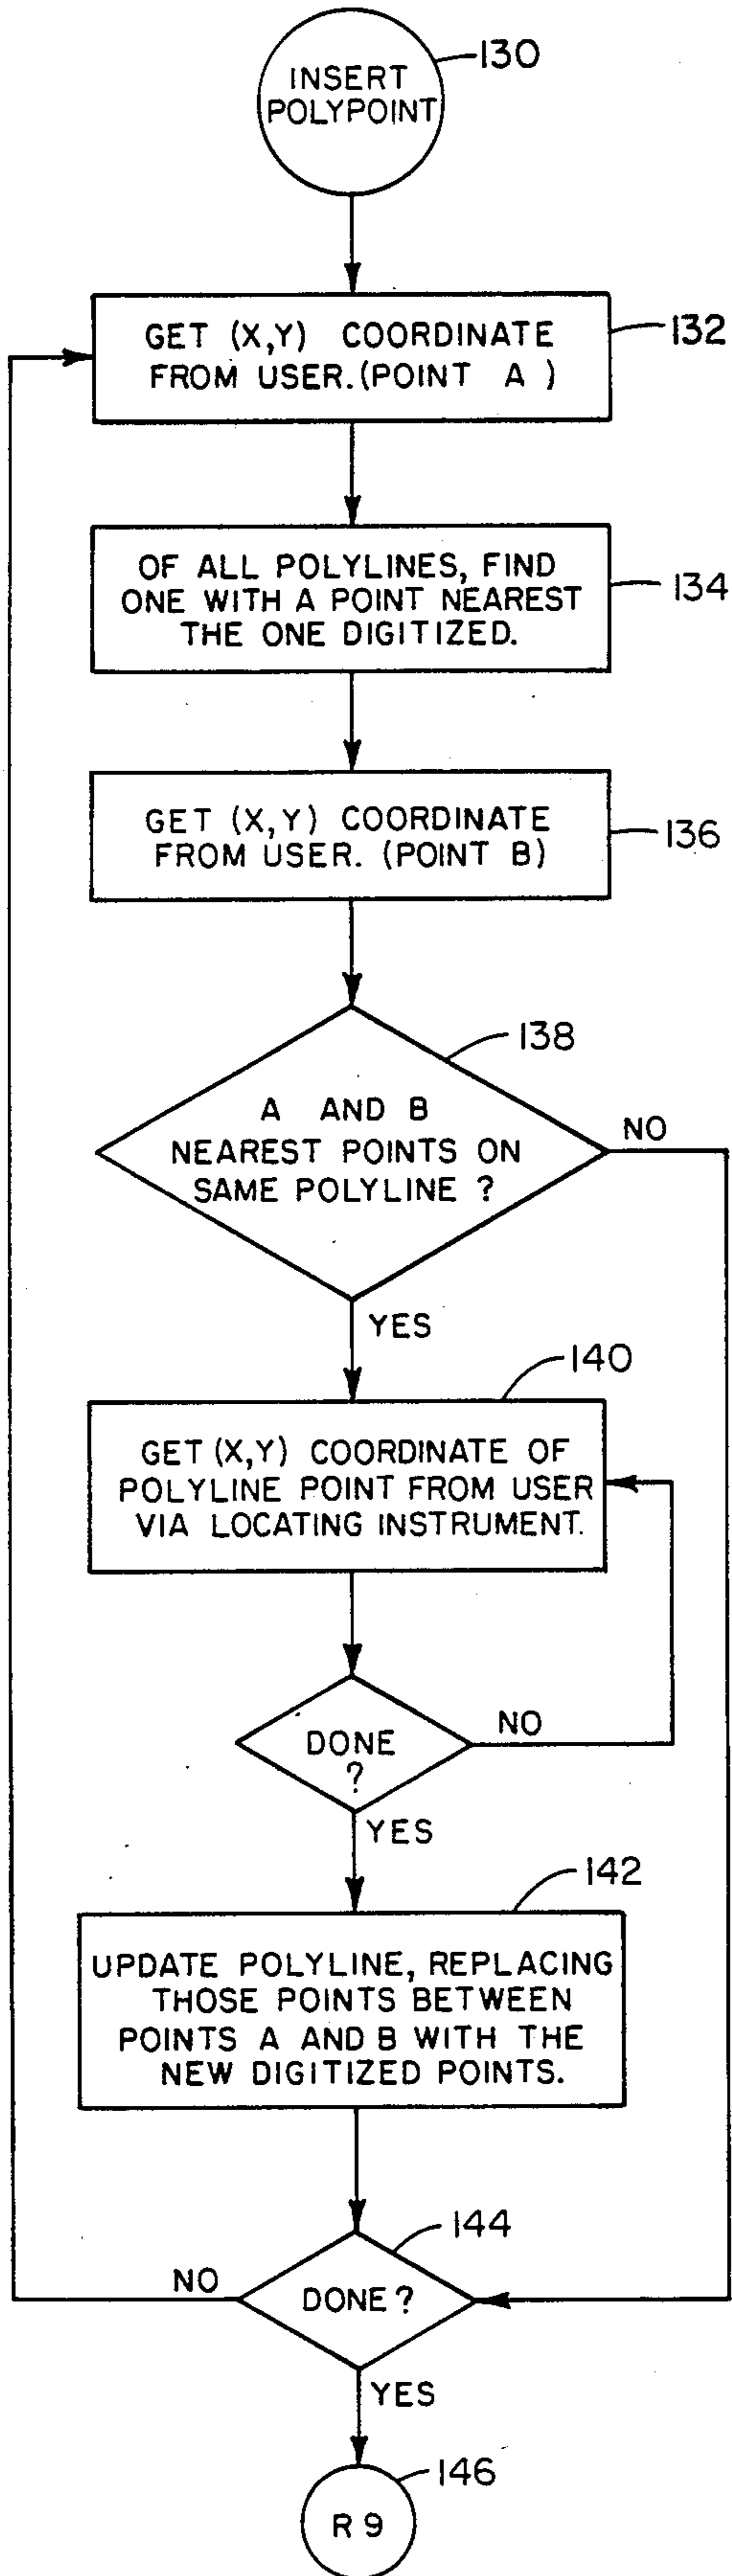 INSERT
POLYPOINT
130
GET (X,Y) COORDINATE
FROM USER.(POINT A )
132
OF ALL POLYLINES, FIND
ONE WITH A POINT NEAREST
THE ONE DIGITIZED.
134
GET (X,Y) COORDINATE
FROM USER. (POINT B)
136
138
A AND B
NEAREST POINTS ON
SAME POLYLINE ?
NO
YES
140
GET (X,Y) COORDINATE OF
POLYLINE POINT FROM USER
VIA LOCATING INSTRUMENT.
DONE
?
NO
YES
142
UPDATE POLYLINE, REPLACING
THOSE POINTS BETWEEN
POINTS A AND B WITH THE
NEW DIGITIZED POINTS.
144
NO
DONE ?
YES
146
R 9